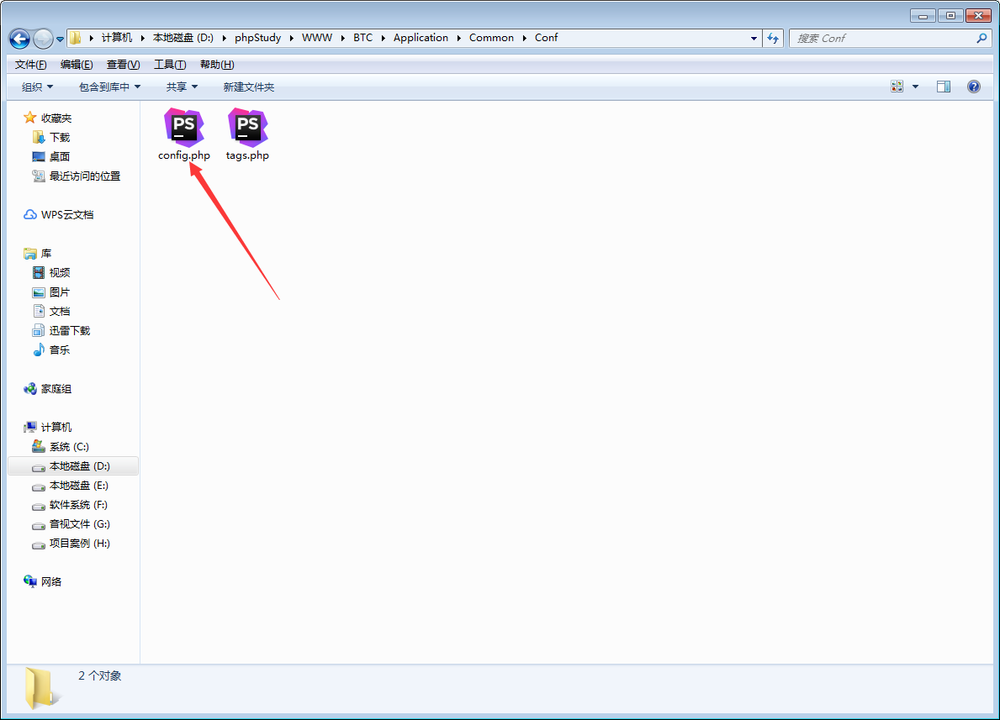 计算机 本地磁盘 (D:) phpStudy WWW BTC Application Common Conf
搜索 Conf
文件(F) 编辑(E) 查看(V) 工具(T) 帮助(H)
组织 包含到库中 共享 新建文件夹
收藏夹
下载
桌面
最近访问的位置
WPS云文档
库
视频
图片
文档
迅雷下载
音乐
家庭组
计算机
系统 (C:)
本地磁盘 (D:)
本地磁盘 (E:)
软件系统 (F:)
音视文件 (G:)
项目案例 (H:)
网络
PS PS
config.php tags.php
2 个对象